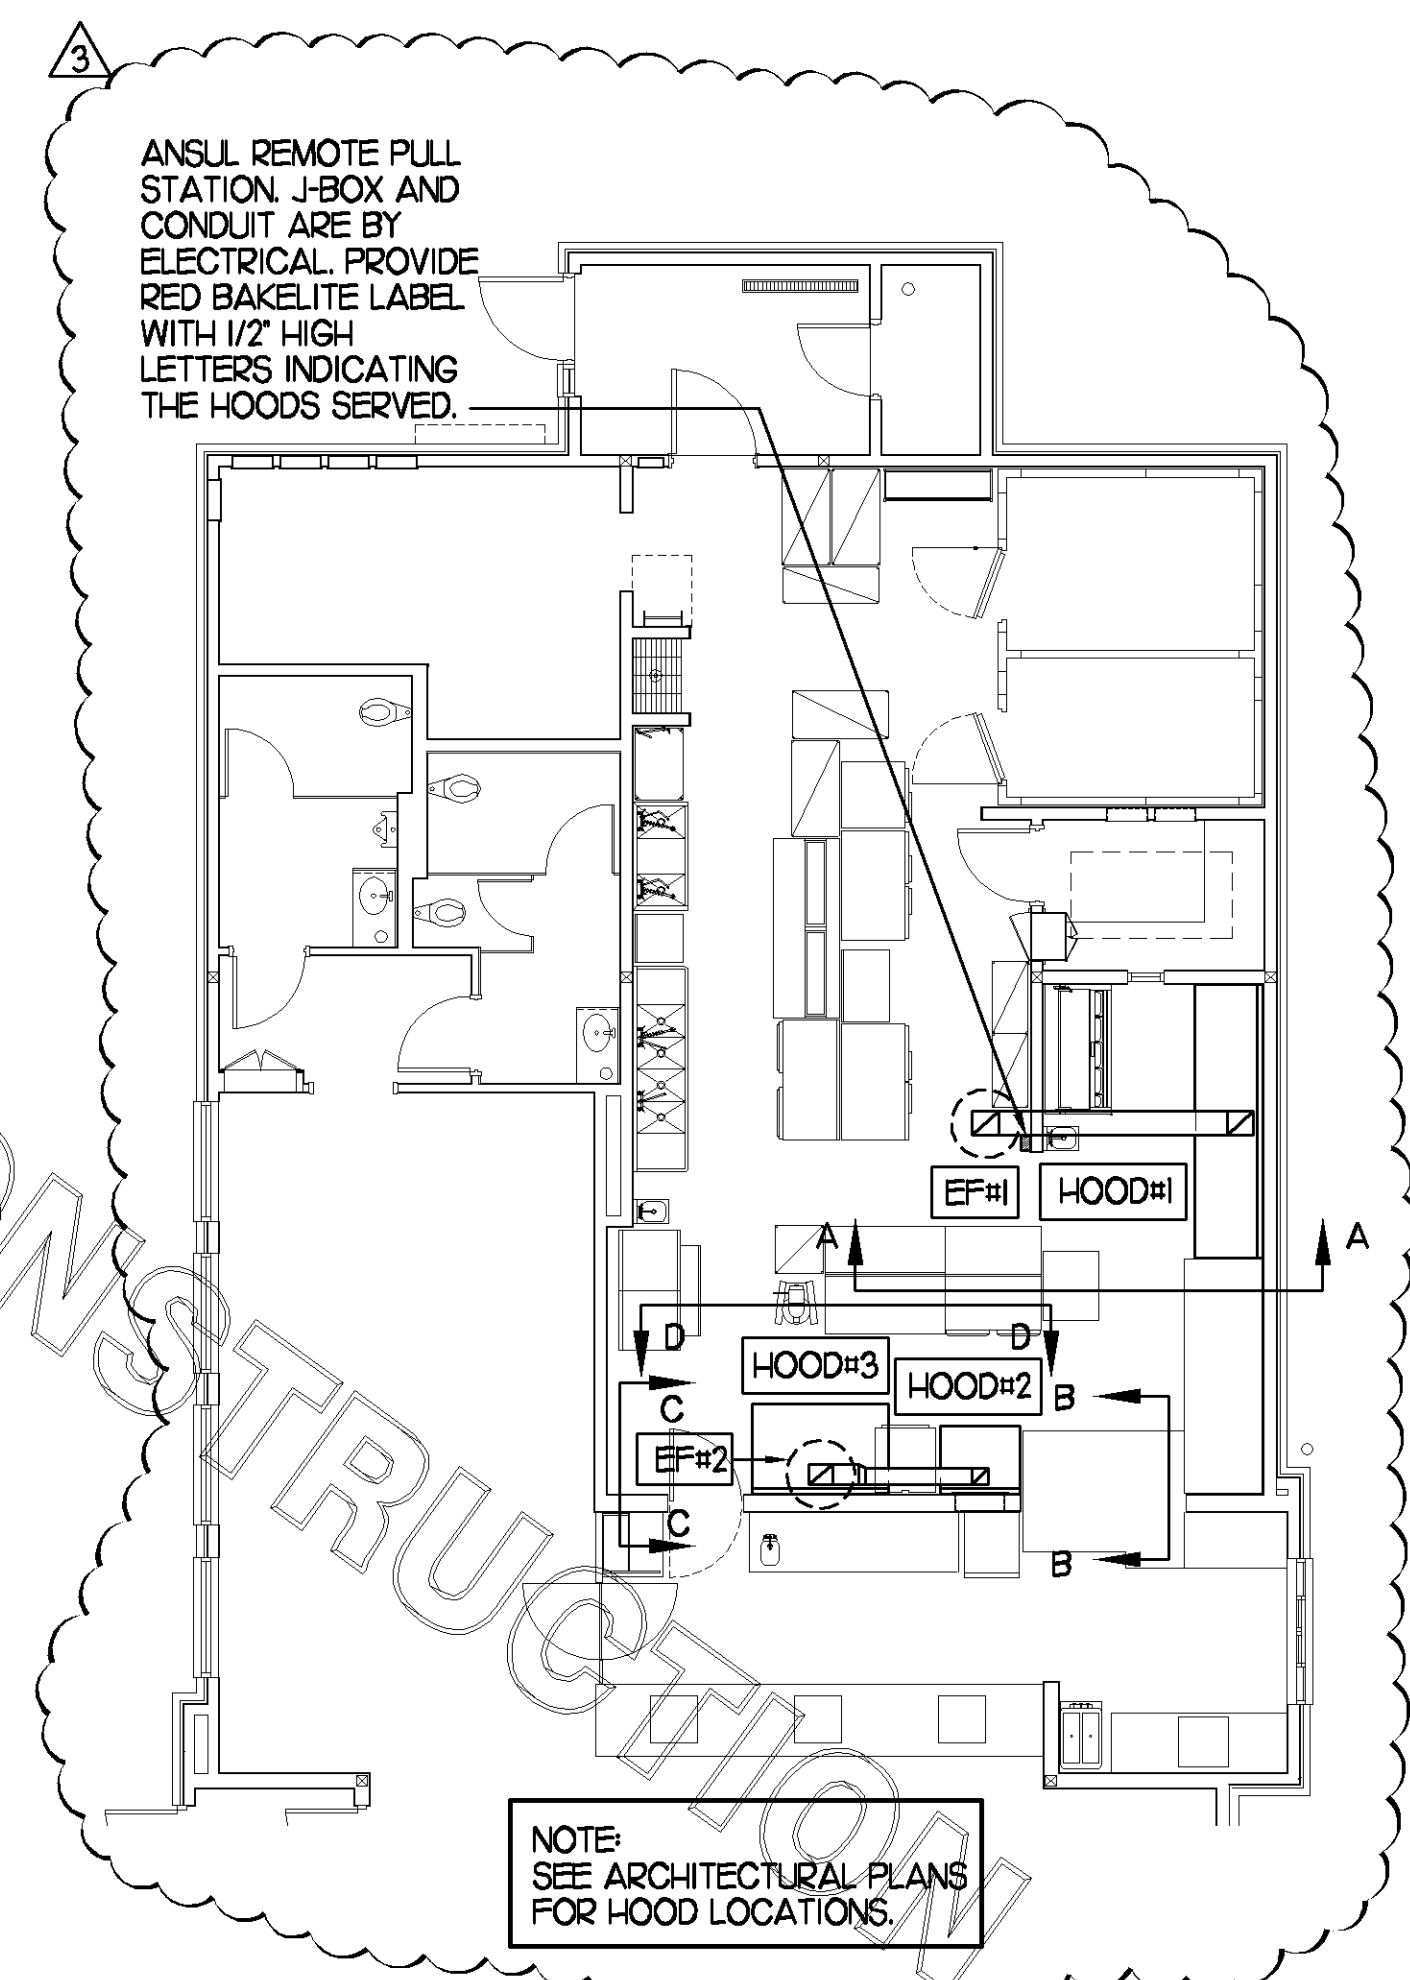 3
ANSUL REMOTE PULL
STATION. J-BOX AND
CONDUIT ARE BY
ELECTRICAL. PROVIDE
RED BAKELITE LABEL
WITH 1/2" HIGH
LETTERS INDICATING
THE HOODS SERVED.
EF#1
HOOD#1
A
A
D
D
HOOD#3
HOOD#2
C
B
EF#2
C
B
ONSTRUCTION
NOTE:
SEE ARCHITECTURAL PLANS
FOR HOOD LOCATIONS.